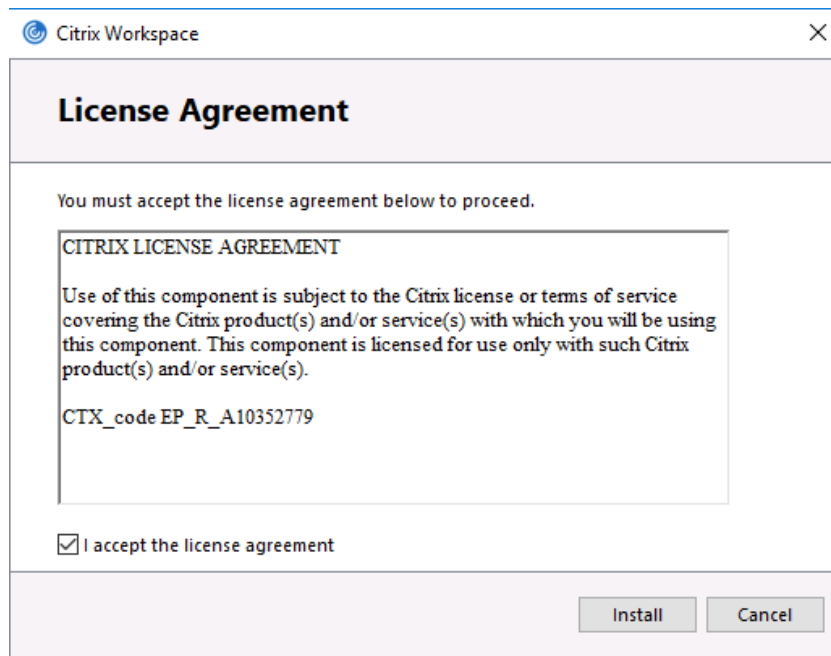 Citrix Workspace
License Agreement
You must accept the license agreement below to proceed.
CITRIX LICENSE AGREEMENT
Use of this component is subject to the Citrix license or terms of service
covering the Citrix product(s) and/or service(s) with which you will be using
this component. This component is licensed for use only with such Citrix
product(s) and/or service(s).
CTX_code EP_R_A10352779
I accept the license agreement
Install Cancel